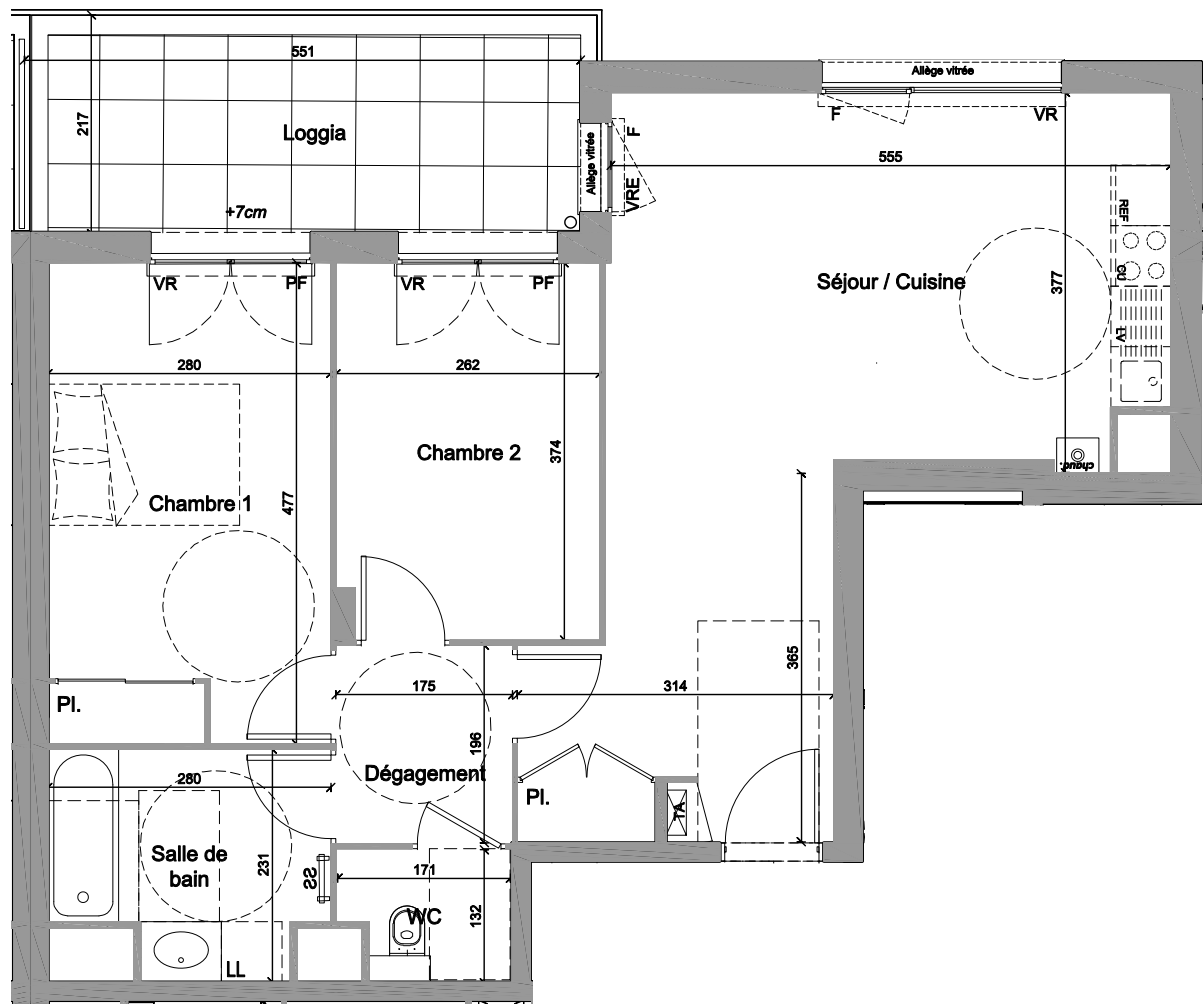 551
Allège vitrée
F
VR
217
Loggia
Allège vitrée
F
VRE
555
+7cm
REF
VR
PF
VR
PF
Séjour / Cuisine
377
CU
LV
280
262
Chambre 2
374
chaud.
Chambre 1
477
365
175
314
Pl.
196
Dégagement
280
Pl.
TA
Salle de
bain
231
SS
171
WC
132
LL